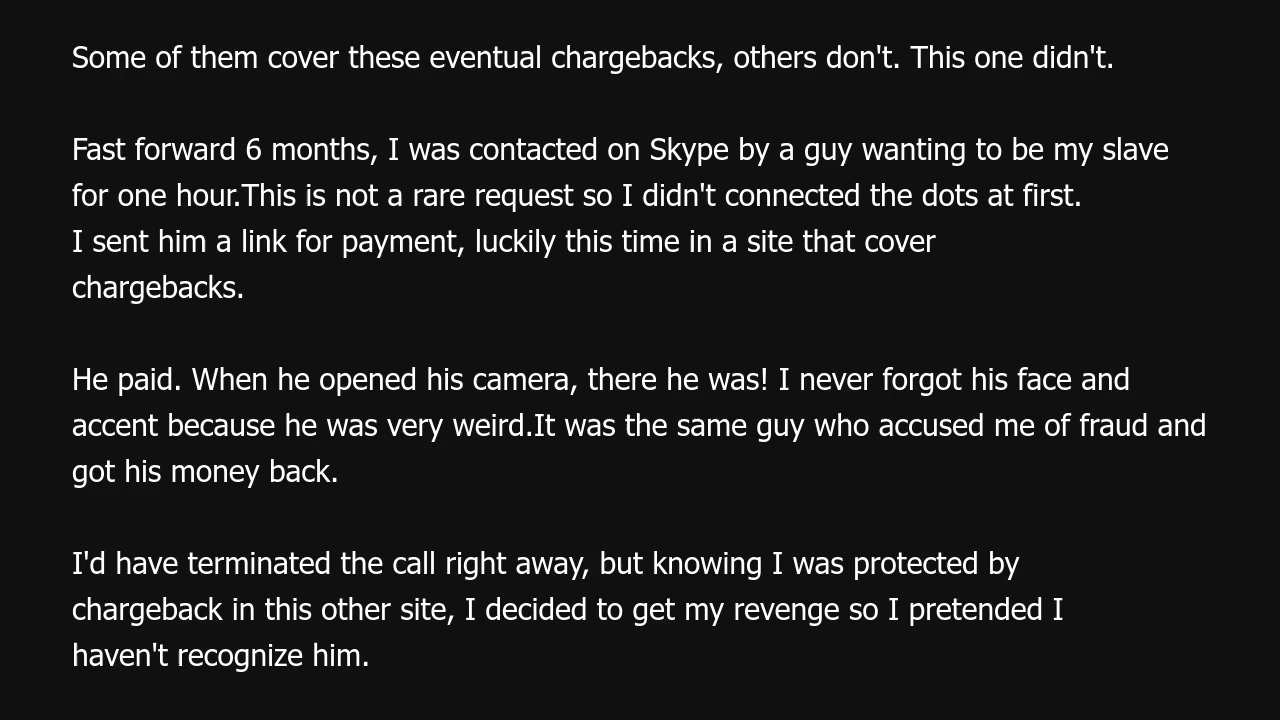 Some of them cover these eventual chargebacks, others don't. This one didn't.
Fast forward 6 months, I was contacted on Skype by a guy wanting to be my slave
for one hour.This is not a rare request so I didn't connected the dots at first.
I sent him a link for payment, luckily this time in a site that cover
chargebacks.
He paid. When he opened his camera, there he was! I never forgot his face and
accent because he was very weird.It was the same guy who accused me of fraud and
got his money back.
I'd have terminated the call right away, but knowing I was protected by
chargeback in this other site, I decided to get my revenge so I pretended I
haven't recognize him.